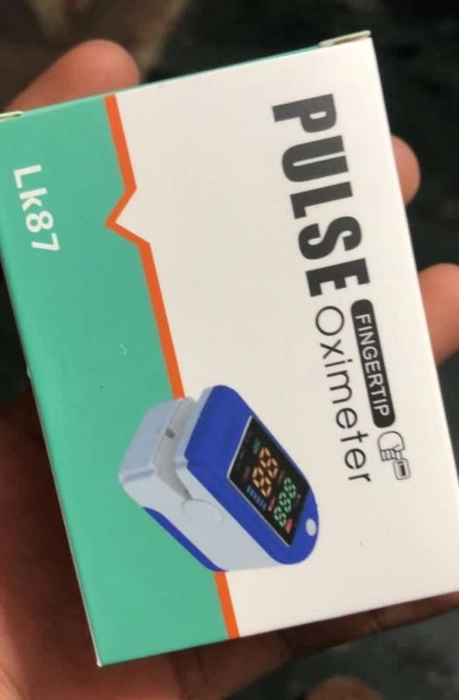 PULSE
FINGERTIP
Oximeter
Lk87